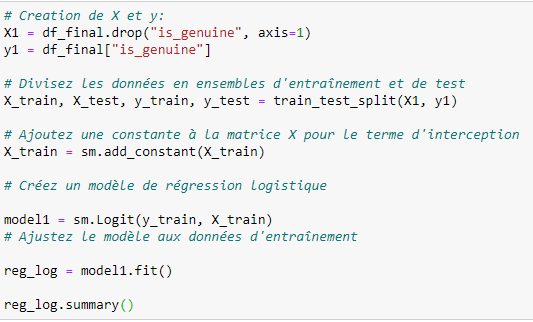 # Creation de X et y:
X1 = df_final.drop("is_genuine", axis=1)
y1 = df_final["is_genuine"]
# Divisez les données en ensembles d'entraînement et de test
X_train, X_test, y_train, y_test = train_test_split(X1, y1)
# Ajoutez une constante à la matrice X pour le terme d'interception
X_train = sm.add_constant(X_train)
# Créez un modèle de régression logistique
model1 = sm.Logit(y_train, X_train)
# Ajustez le modèle aux données d'entraînement
reg_log = model1.fit()
reg_log.summary()